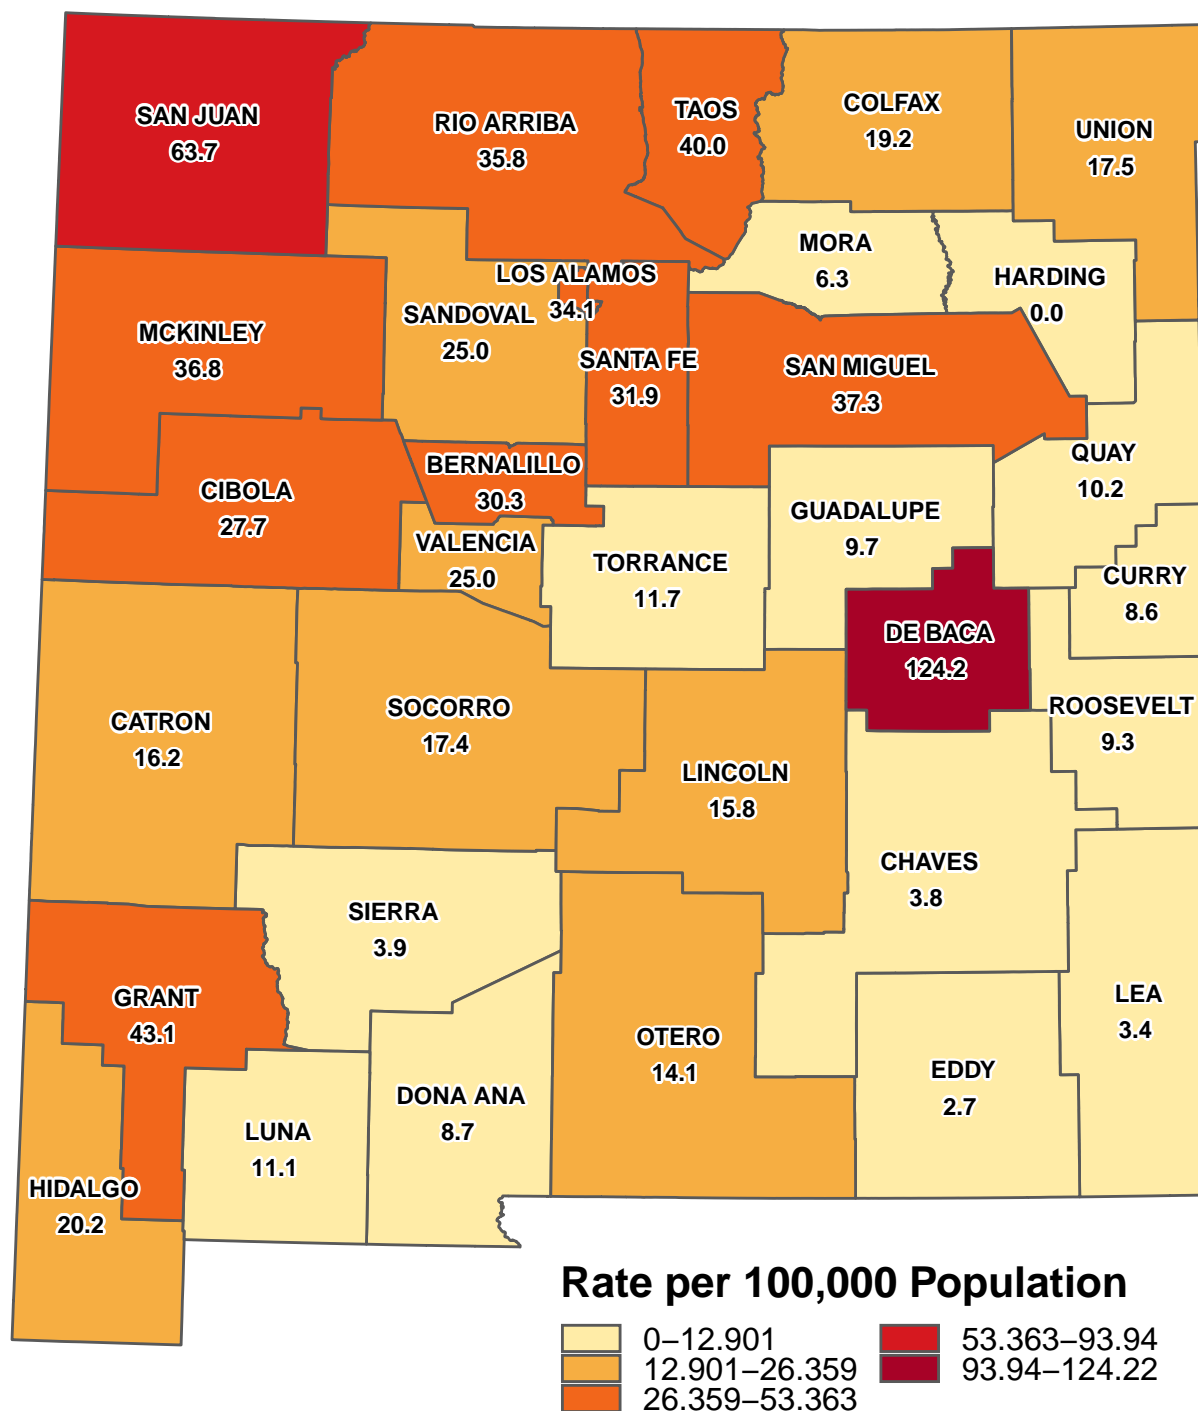 SAN JUAN
63.7
RIO ARRIBA
35.8
TAOS
40.0
COLFAX
19.2
UNION
17.5
MORA
6.3
HARDING
0.0
LOS ALAMOS
34.1
SANDOVAL
25.0
MCKINLEY
36.8
SANTA FE
31.9
SAN MIGUEL
37.3
QUAY
10.2
BERNALILLO
30.3
CIBOLA
27.7
GUADALUPE
9.7
VALENCIA
25.0
TORRANCE
11.7
CURRY
8.6
DE BACA
124.2
ROOSEVELT
9.3
CATRON
16.2
SOCORRO
17.4
LINCOLN
15.8
CHAVES
3.8
SIERRA
3.9
GRANT
43.1
LEA
3.4
OTERO
14.1
EDDY
2.7
DONA ANA
8.7
LUNA
11.1
HIDALGO
20.2
Rate per 100,000 Population
0–12.901
12.901–26.359
26.359–53.363
53.363–93.94
93.94–124.22